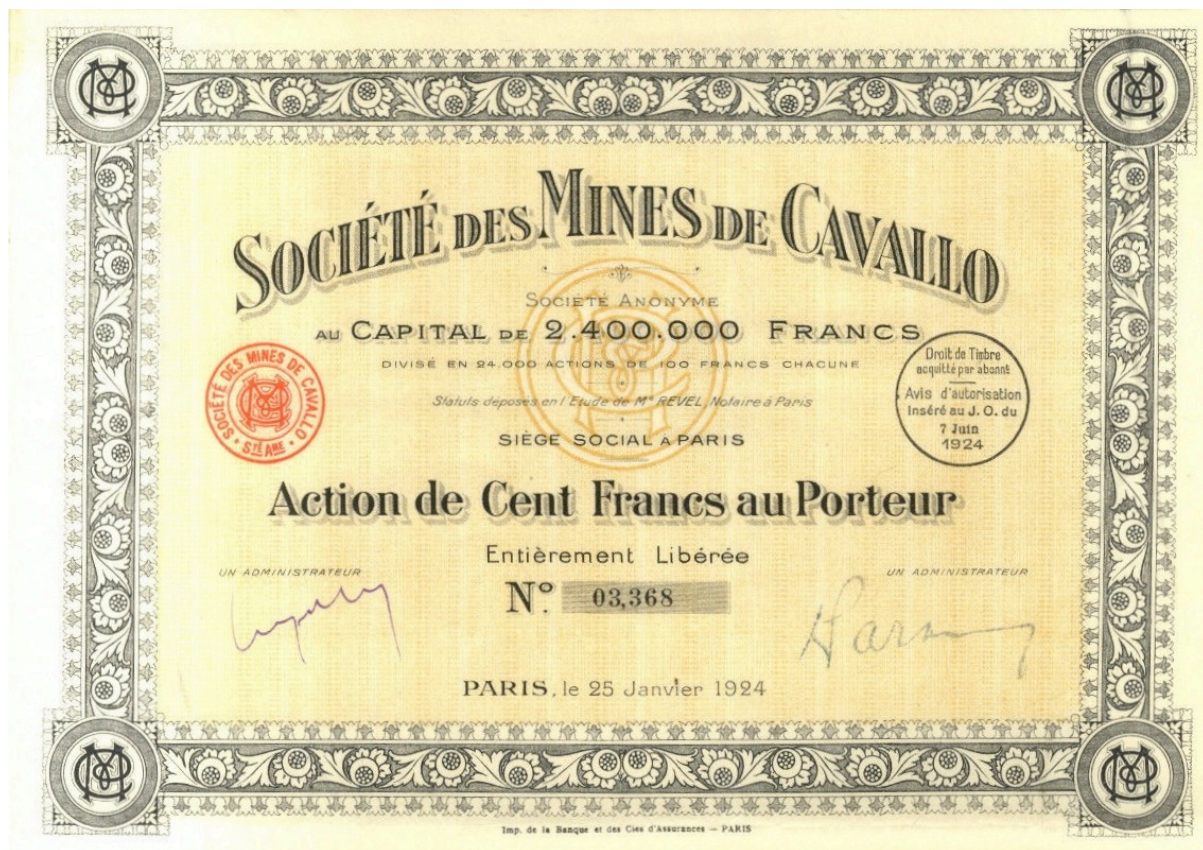 SOCIÉTÉ DES MINES DE CAVALLO
SOCIÉTÉ ANONYME
AU CAPITAL DE 2.400.000 FRANCS
DIVISÉ EN 24.000 ACTIONS DE 100 FRANCS CHACUNE
Statuts déposés en l'Etude de Me REVEL, Notaire à Paris
SIÈGE SOCIAL À PARIS
SOCIÉTÉ DES MINES DE CAVALLO
STÉ AME
Droit de Timbre
acquitté par abonnt
Avis d'autorisation
Inséré au J. O. du
7 Juin
1924
Action de Cent Francs au Porteur
Entièrement Libérée
UN ADMINISTRATEUR
UN ADMINISTRATEUR
No. 03,368
PARIS, le 25 Janvier 1924
Imp. de la Banque et des Cies d'Assurances — PARIS